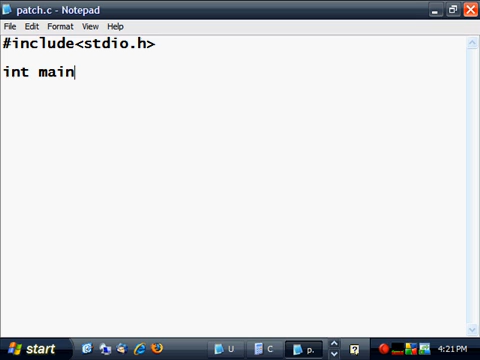 patch.c - Notepad
File Edit Format View Help
#include<stdio.h>
int main
start U C p. 4:21 PM